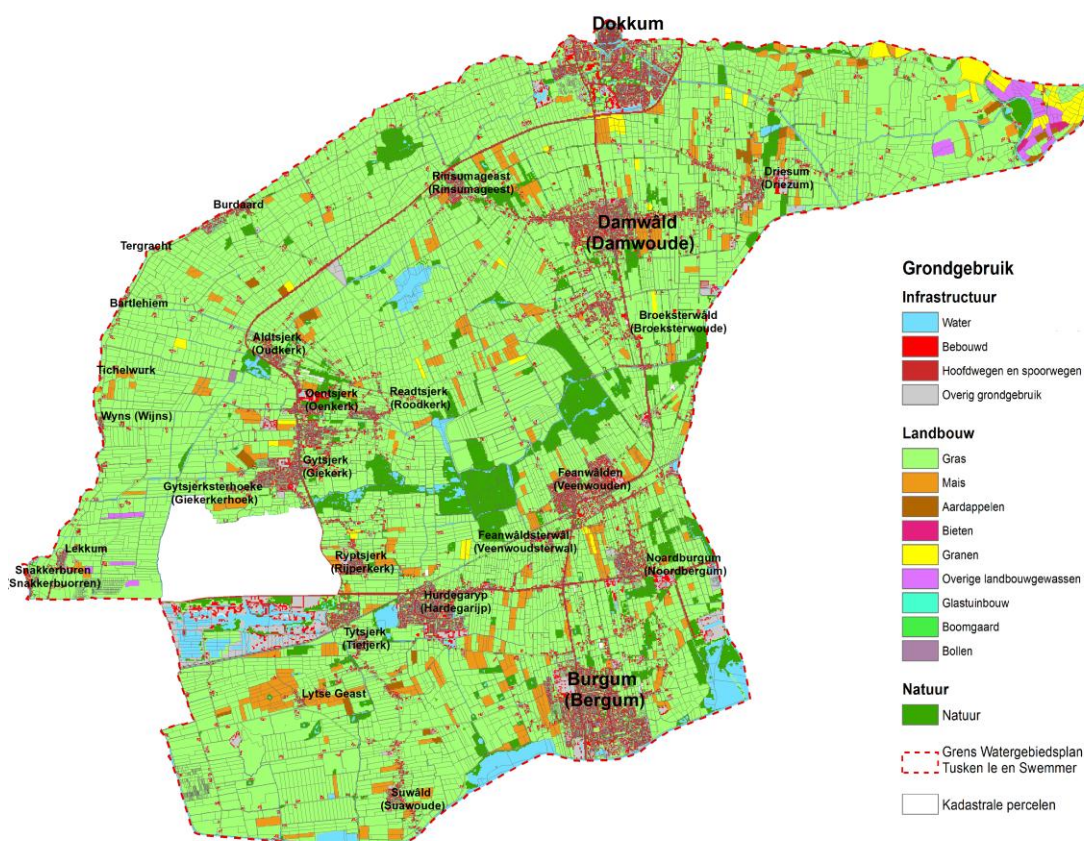 Dokkum
Driesum
(Driezum)
Rinsumageast
(Rinsumageest)
Burdaard
Damwâld
(Damwoude)
Tergracht
Bartlehiem
Broeksterwâld
(Broeksterwoude)
Aldtsjerk
(Oudkerk)
Tichelwurk
Oentsjerk
(Oenkerk)
Readtsjerk
(Roodkerk)
Wyns (Wijns)
Gytsjerk
(Giekerk)
Feanwâlden
(Veenwouden)
Gytsjerksterhoeke
(Giekerkerhoek)
Feanwâldsterwâl
(Veenwoudsterwal)
Lekkum
Ryptsjerk
(Rijperkerk)
Noardburgum
(Noordbergum)
Snakkerburen
(Snakkerbuorren)
Hurdegaryp
(Hardegarijp)
Tytsjerk
(Tietjerk)
Burgum
(Bergum)
Lytse Geast
Suwâld
(Suawoude)
Grondgebruik
Infrastructuur
Water
Bebouwd
Hoofdwegen en spoorwegen
Overig grondgebruik
Landbouw
Gras
Mais
Aardappelen
Bieten
Granen
Overige landbouwgewassen
Glastuinbouw
Boomgaard
Bollen
Natuur
Natuur
Grens Watergebiedsplan
Tusken Ie en Swemmer
Kadastrale percelen